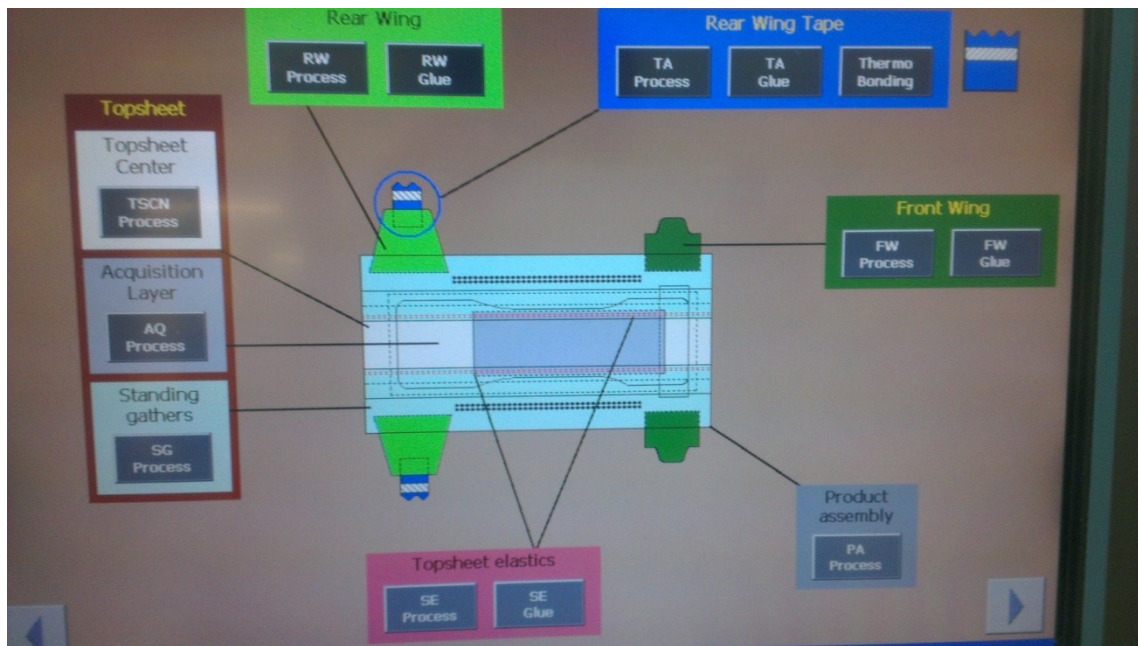 Rear Wing
RW
Process
RW
Glue
Rear Wing Tape
TA
Process
TA
Glue
Thermo
Bonding
Topsheet
Topsheet
Center
TSCN
Process
Acquisition
Layer
AQ
Process
Standing
gathers
SG
Process
Front Wing
FW
Process
FW
Glue
Product
assembly
PA
Process
Topsheet elastics
SE
Process
SE
Glue